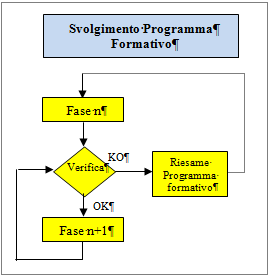 Svolgimento·Programma¶
Formativo¶
Fase·n¶
Verifica¶
KO¶
Riesame·
Programma·
formativo¶
OK¶
Fase·n+1¶